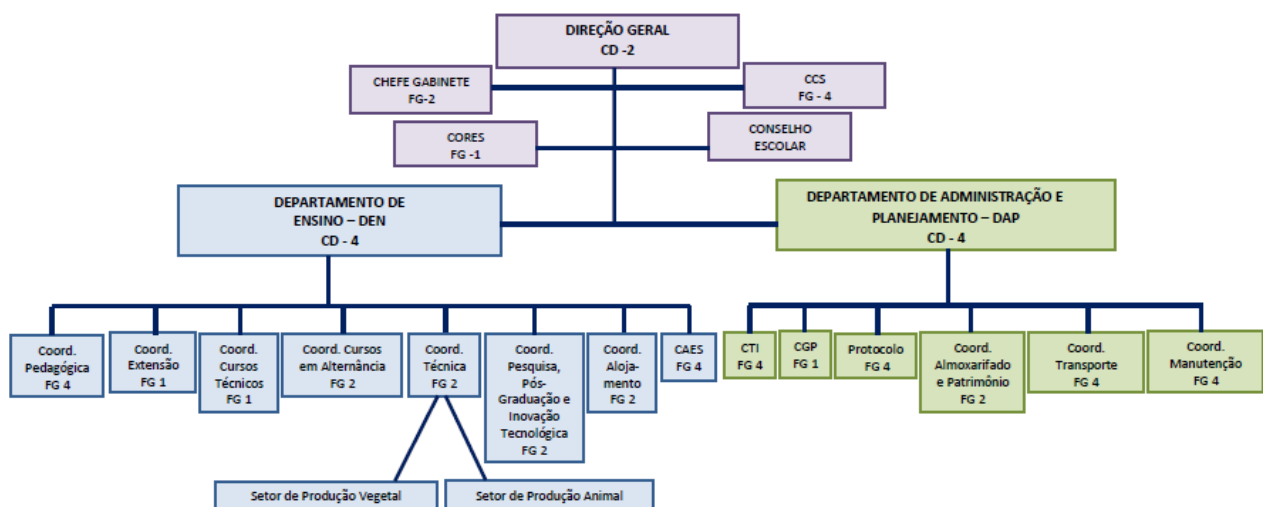 DIREÇÃO GERAL
CD -2
CHEFE GABINETE
FG-2
CCS
FG - 4
CORES
FG -1
CONSELHO
ESCOLAR
DEPARTAMENTO DE
ENSINO – DEN
CD - 4
DEPARTAMENTO DE ADMINISTRAÇÃO E
PLANEJAMENTO – DAP
CD - 4
Coord.
Pedagógica
FG 4
Coord.
Extensão
FG 1
Coord.
Cursos
Técnicos
FG 1
Coord. Cursos
em Alternância
FG 2
Coord.
Técnica
FG 2
Coord.
Pesquisa,
Pós-
Graduação e
Inovação
Tecnológica
FG 2
Coord.
Aloja-
mento
FG 2
CAES
FG 4
CTI
FG 4
CGP
FG 1
Protocolo
FG 4
Coord.
Almoxarifado
e Patrimônio
FG 2
Coord.
Transporte
FG 4
Coord.
Manutenção
FG 4
Setor de Produção Vegetal
Setor de Produção Animal